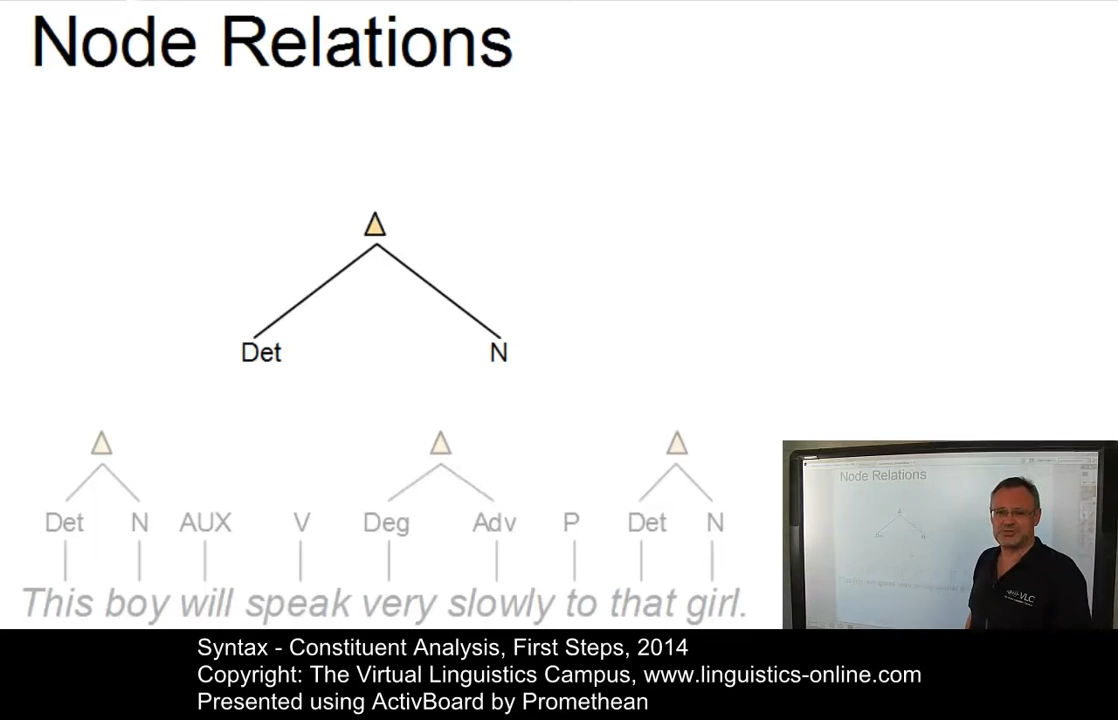 Node Relations
Δ
Det N
Δ Δ Δ
Det N AUX V Deg Adv P Det N
This boy will speak very slowly to that girl.
Node Relations
VLC
Syntax - Constituent Analysis, First Steps, 2014
Copyright: The Virtual Linguistics Campus, www.linguistics-online.com
Presented using ActivBoard by Promethean